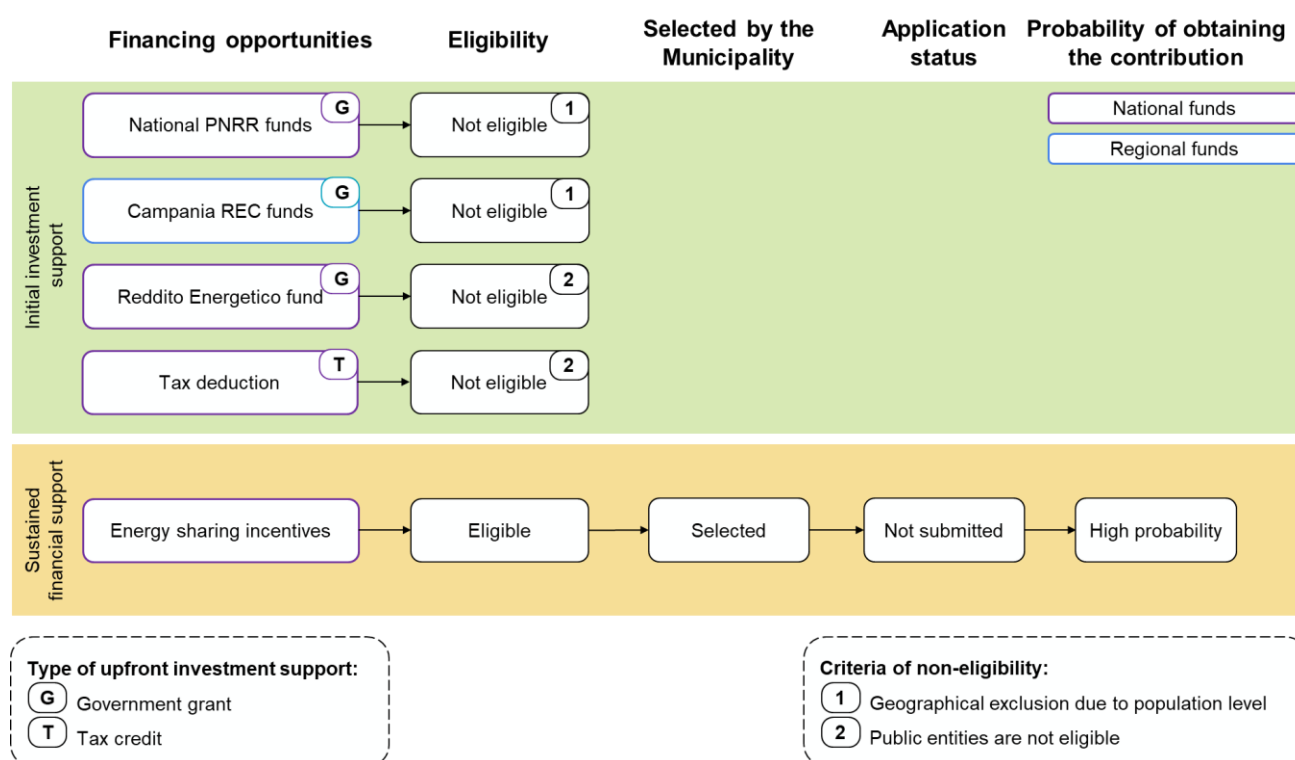 Financing opportunities
Eligibility
Selected by the
Municipality
Application
status
Probability of obtaining
the contribution
Initial investment
support
National PNRR funds
G
Not eligible
1
National funds
Regional funds
Campania REC funds
G
Not eligible
1
Reddito Energetico fund
G
Not eligible
2
Tax deduction
T
Not eligible
2
Sustained
financial support
Energy sharing incentives
Eligible
Selected
Not submitted
High probability
Type of upfront investment support:
G Government grant
T Tax credit
Criteria of non-eligibility:
1 Geographical exclusion due to population level
2 Public entities are not eligible